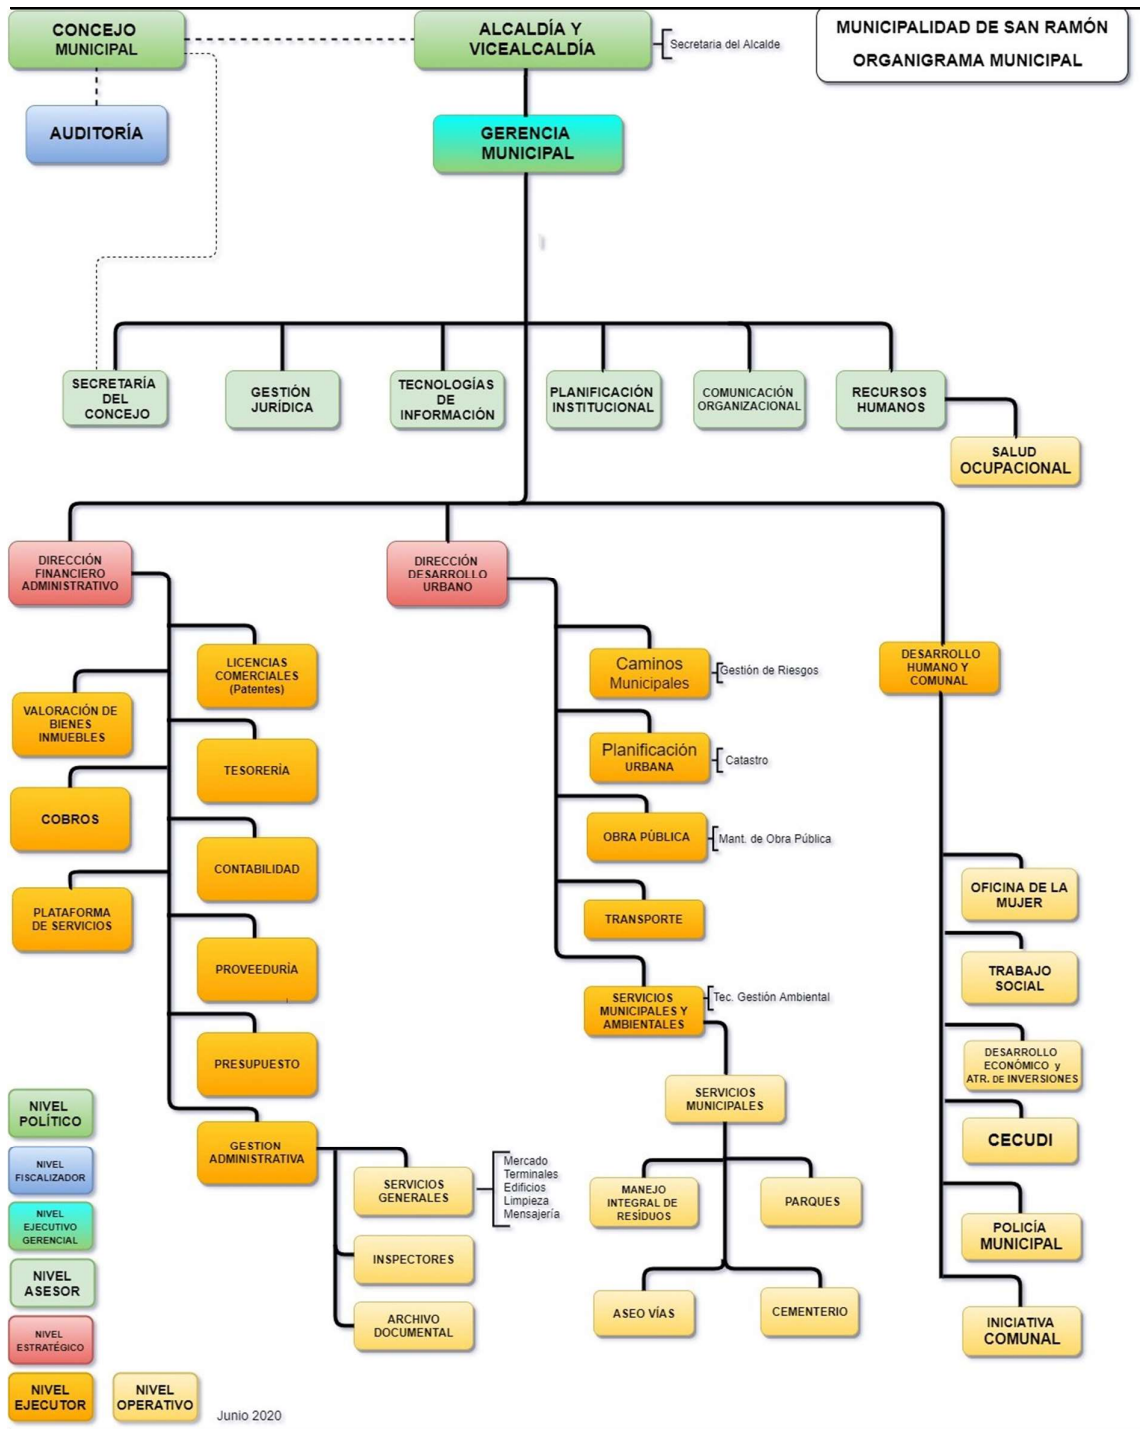 CONCEJO
MUNICIPAL
ALCALDÍA Y
VICEALCALDÍA
Secretaria del Alcalde
MUNICIPALIDAD DE SAN RAMÓN
ORGANIGRAMA MUNICIPAL
AUDITORÍA
GERENCIA
MUNICIPAL
SECRETARÍA
DEL
CONCEJO
GESTIÓN
JURÍDICA
TECNOLOGÍAS
DE
INFORMACIÓN
PLANIFICACIÓN
INSTITUCIONAL
COMUNICACIÓN
ORGANIZACIONAL
RECURSOS
HUMANOS
SALUD
OCUPACIONAL
DIRECCIÓN
FINANCIERO
ADMINISTRATIVO
DIRECCIÓN
DESARROLLO
URBANO
DESARROLLO
HUMANO Y
COMUNAL
LICENCIAS
COMERCIALES
(Patentes)
VALORACIÓN DE
BIENES
INMUEBLES
TESORERÍA
COBROS
CONTABILIDAD
PLATAFORMA
DE SERVICIOS
PROVEEDURÍA
PRESUPUESTO
GESTION
ADMINISTRATIVA
SERVICIOS
GENERALES
Mercado
Terminales
Edificios
Limpieza
Mensajería
INSPECTORES
ARCHIVO
DOCUMENTAL
Caminos
Municipales
Gestión de Riesgos
Planificación
URBANA
Catastro
OBRA PÚBLICA
Mant. de Obra Pública
TRANSPORTE
SERVICIOS
MUNICIPALES Y
AMBIENTALES
Tec. Gestión Ambiental
SERVICIOS
MUNICIPALES
MANEJO
INTEGRAL DE
RESÍDUOS
PARQUES
ASEO VÍAS
CEMENTERIO
OFICINA DE LA
MUJER
TRABAJO
SOCIAL
DESARROLLO
ECONÓMICO y
ATR. DE INVERSIONES
CECUDI
POLICÍA
MUNICIPAL
INICIATIVA
COMUNAL
NIVEL
POLÍTICO
NIVEL
FISCALIZADOR
NIVEL
EJECUTIVO
GERENCIAL
NIVEL
ASESOR
NIVEL
ESTRATÉGICO
NIVEL
EJECUTOR
NIVEL
OPERATIVO
Junio 2020